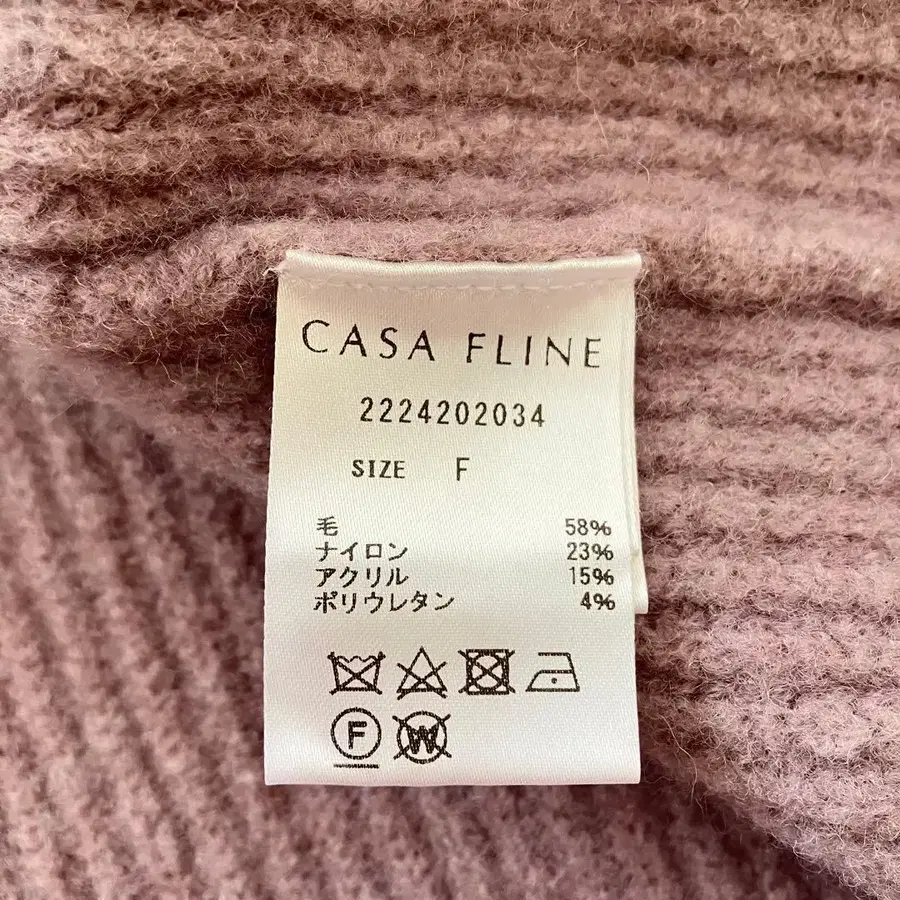 CASA FLINE
2224202034
SIZE F
毛 58%
ナイロン 23%
アクリル 15%
ポリウレタン 4%
F W